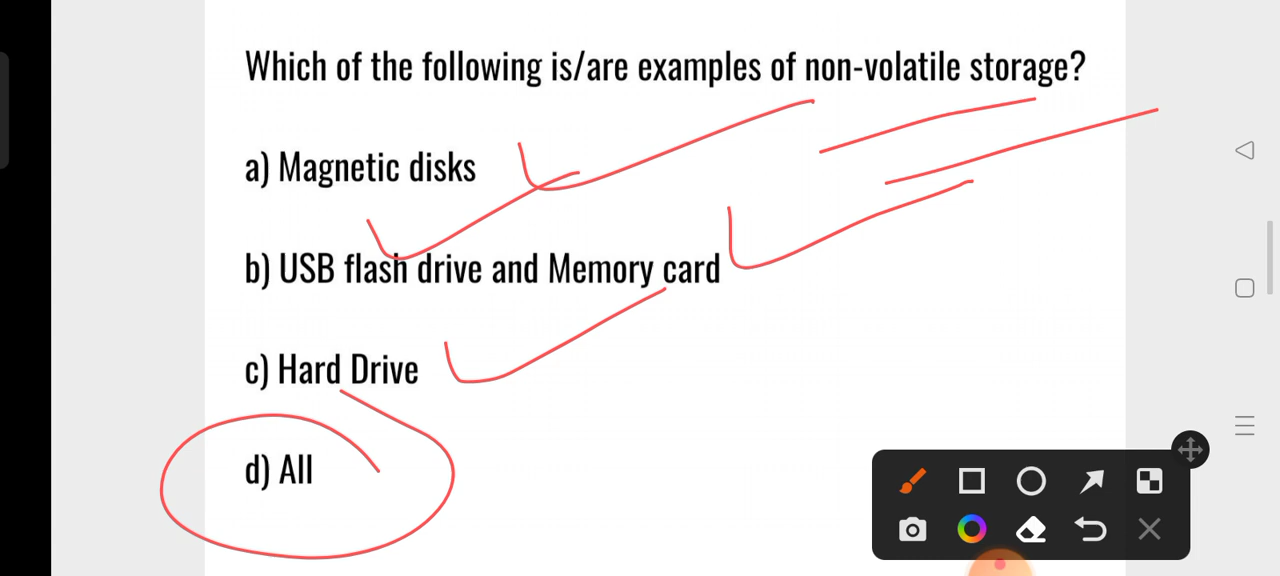 Which of the following is/are examples of non-volatile storage?
a) Magnetic disks
b) USB flash drive and Memory card
c) Hard Drive
d) All